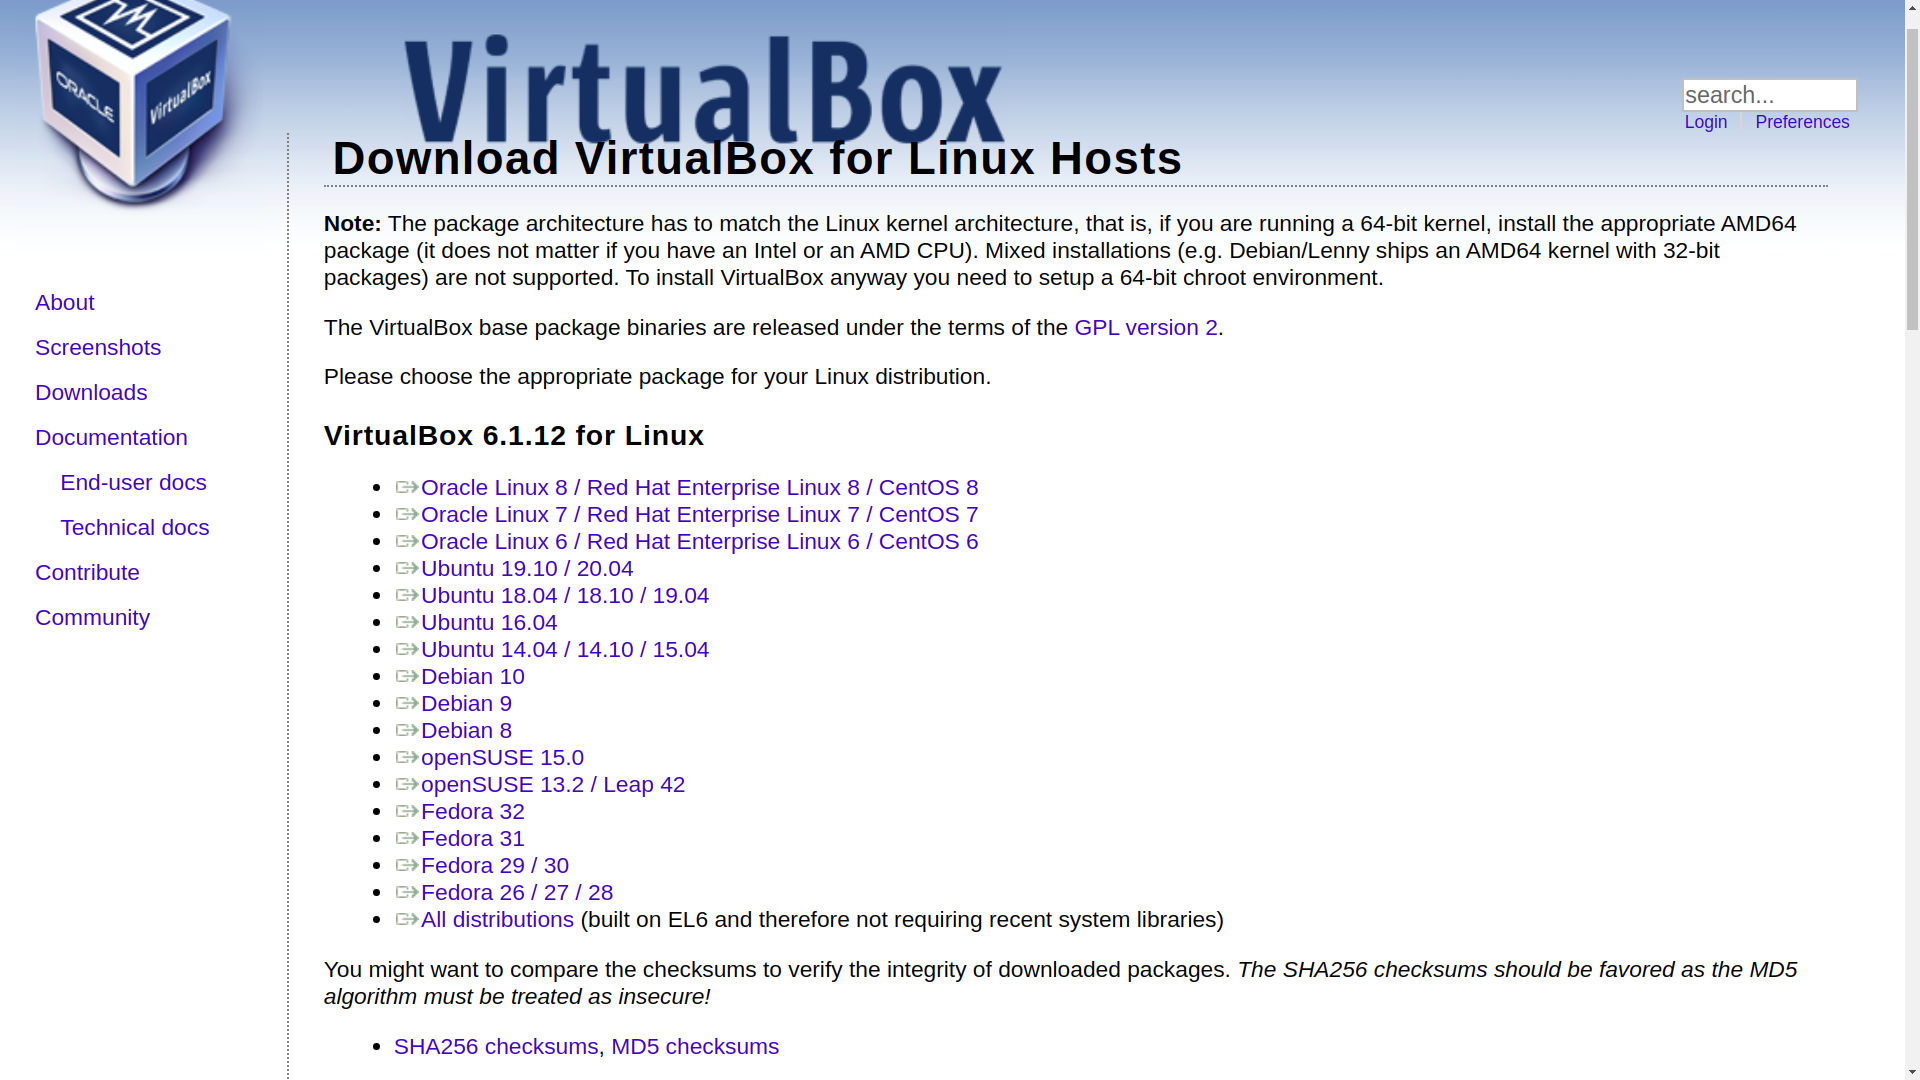 ORACLE
VirtualBox
VirtualBox
search...
Login
Preferences
Download VirtualBox for Linux Hosts
Note: The package architecture has to match the Linux kernel architecture, that is, if you are running a 64-bit kernel, install the appropriate AMD64
package (it does not matter if you have an Intel or an AMD CPU). Mixed installations (e.g. Debian/Lenny ships an AMD64 kernel with 32-bit
packages) are not supported. To install VirtualBox anyway you need to setup a 64-bit chroot environment.
About
Screenshots
Downloads
Documentation
End-user docs
Technical docs
Contribute
Community
The VirtualBox base package binaries are released under the terms of the GPL version 2.
Please choose the appropriate package for your Linux distribution.
VirtualBox 6.1.12 for Linux
Oracle Linux 8 / Red Hat Enterprise Linux 8 / CentOS 8
Oracle Linux 7 / Red Hat Enterprise Linux 7 / CentOS 7
Oracle Linux 6 / Red Hat Enterprise Linux 6 / CentOS 6
Ubuntu 19.10 / 20.04
Ubuntu 18.04 / 18.10 / 19.04
Ubuntu 16.04
Ubuntu 14.04 / 14.10 / 15.04
Debian 10
Debian 9
Debian 8
openSUSE 15.0
openSUSE 13.2 / Leap 42
Fedora 32
Fedora 31
Fedora 29 / 30
Fedora 26 / 27 / 28
All distributions (built on EL6 and therefore not requiring recent system libraries)
You might want to compare the checksums to verify the integrity of downloaded packages. The SHA256 checksums should be favored as the MD5
algorithm must be treated as insecure!
SHA256 checksums, MD5 checksums